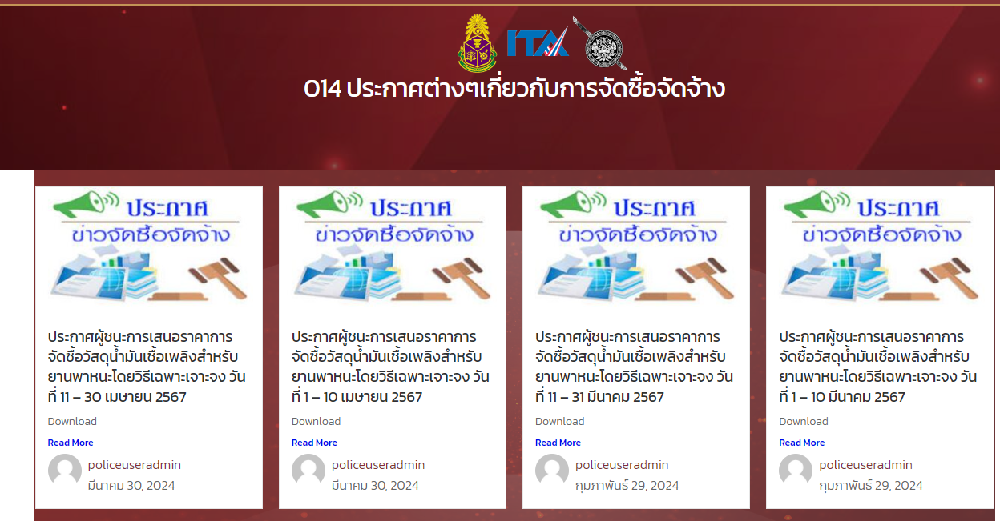 ITA
O14 ประกาศต่างๆเกี่ยวกับการจัดซื้อจัดจ้าง
ประกาศ
ข่าวจัดซื้อจัดจ้าง
ประกาศผู้ชนะการเสนอราคาการ
จัดซื้อวัสดุน้ำมันเชื้อเพลิงสำหรับ
ยานพาหนะโดยวิธีเฉพาะเจาะจง วัน
ที่ 11 – 30 เมษายน 2567
Download
Read More
policeuseradmin
มีนาคม 30, 2024
ประกาศ
ข่าวจัดซื้อจัดจ้าง
ประกาศผู้ชนะการเสนอราคาการ
จัดซื้อวัสดุน้ำมันเชื้อเพลิงสำหรับ
ยานพาหนะโดยวิธีเฉพาะเจาะจง วัน
ที่ 1 – 10 เมษายน 2567
Download
Read More
policeuseradmin
มีนาคม 30, 2024
ประกาศ
ข่าวจัดซื้อจัดจ้าง
ประกาศผู้ชนะการเสนอราคาการ
จัดซื้อวัสดุน้ำมันเชื้อเพลิงสำหรับ
ยานพาหนะโดยวิธีเฉพาะเจาะจง วัน
ที่ 11 – 31 มีนาคม 2567
Download
Read More
policeuseradmin
กุมภาพันธ์ 29, 2024
ประกาศ
ข่าวจัดซื้อจัดจ้าง
ประกาศผู้ชนะการเสนอราคาการ
จัดซื้อวัสดุน้ำมันเชื้อเพลิงสำหรับ
ยานพาหนะโดยวิธีเฉพาะเจาะจง วัน
ที่ 1 – 10 มีนาคม 2567
Download
Read More
policeuseradmin
กุมภาพันธ์ 29, 2024